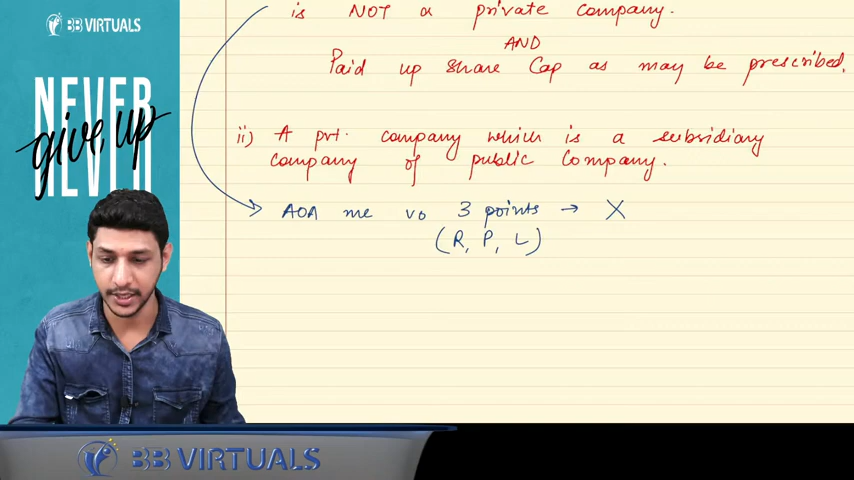 BB VIRTUALS
NEVER
give up
NEVER
is NOT a private company.
AND
Paid up share Cap as may be prescribed.
ii) A pvt. company which is a subsidiary
company of public Company.
AOA me vo 3 points → X
(R, P, L)
BB VIRTUALS